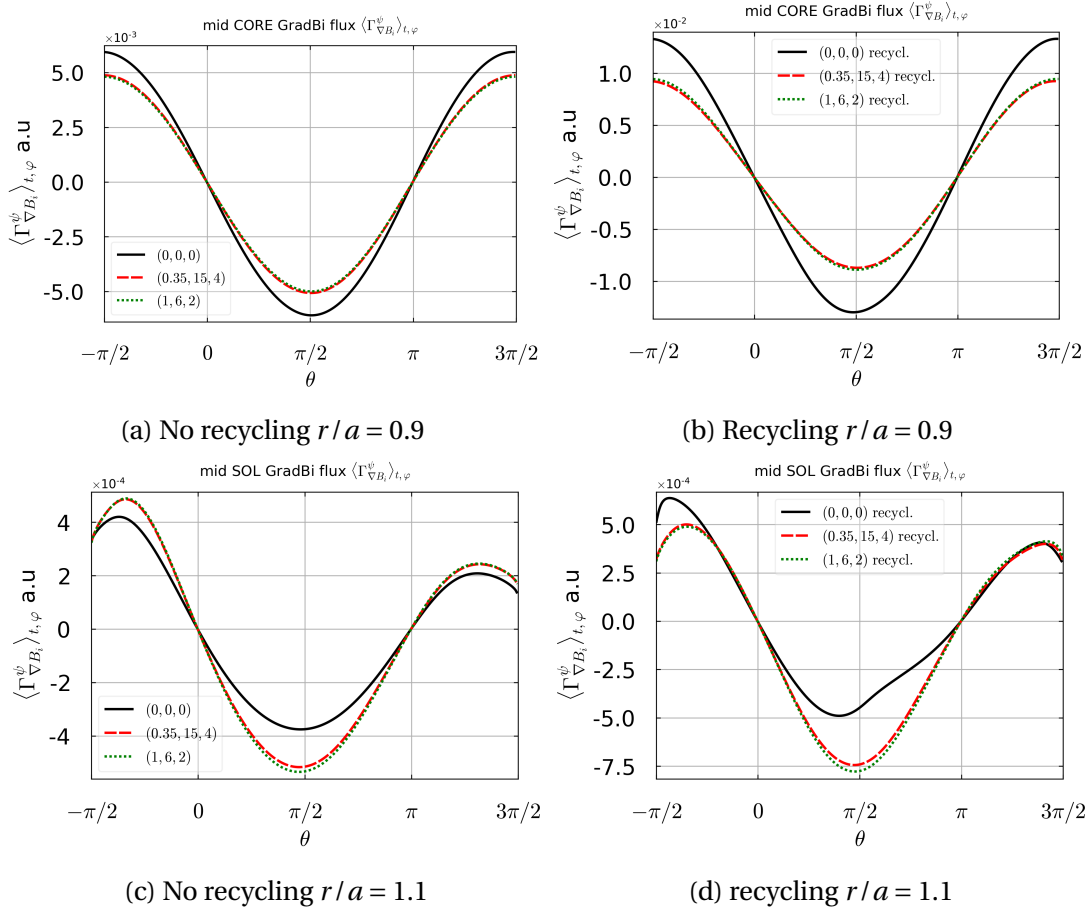 mid CORE GradBi flux ⟨Γ^ψ_{∇B_i}⟩_{t,φ}
×10⁻³
5.0
2.5
0.0
-2.5
-5.0
⟨Γ^ψ_{∇B_i}⟩_{t,φ} a.u
(0,0,0)
(0.35,15,4)
(1,6,2)
−π/2 0 π/2 π 3π/2
θ
(a) No recycling r/a = 0.9
mid CORE GradBi flux ⟨Γ^ψ_{∇B_i}⟩_{t,φ}
×10⁻²
1.0
0.5
0.0
-0.5
-1.0
⟨Γ^ψ_{∇B_i}⟩_{t,φ} a.u
(0,0,0) recycl.
(0.35,15,4) recycl.
(1,6,2) recycl.
−π/2 0 π/2 π 3π/2
θ
(b) Recycling r/a = 0.9
mid SOL GradBi flux ⟨Γ^ψ_{∇B_i}⟩_{t,φ}
×10⁻⁴
4
2
0
-2
-4
⟨Γ^ψ_{∇B_i}⟩_{t,φ} a.u
(0,0,0)
(0.35,15,4)
(1,6,2)
−π/2 0 π/2 π 3π/2
θ
(c) No recycling r/a = 1.1
mid SOL GradBi flux ⟨Γ^ψ_{∇B_i}⟩_{t,φ}
×10⁻⁴
5.0
2.5
0.0
-2.5
-5.0
-7.5
⟨Γ^ψ_{∇B_i}⟩_{t,φ} a.u
(0,0,0) recycl.
(0.35,15,4) recycl.
(1,6,2) recycl.
−π/2 0 π/2 π 3π/2
θ
(d) recycling r/a = 1.1